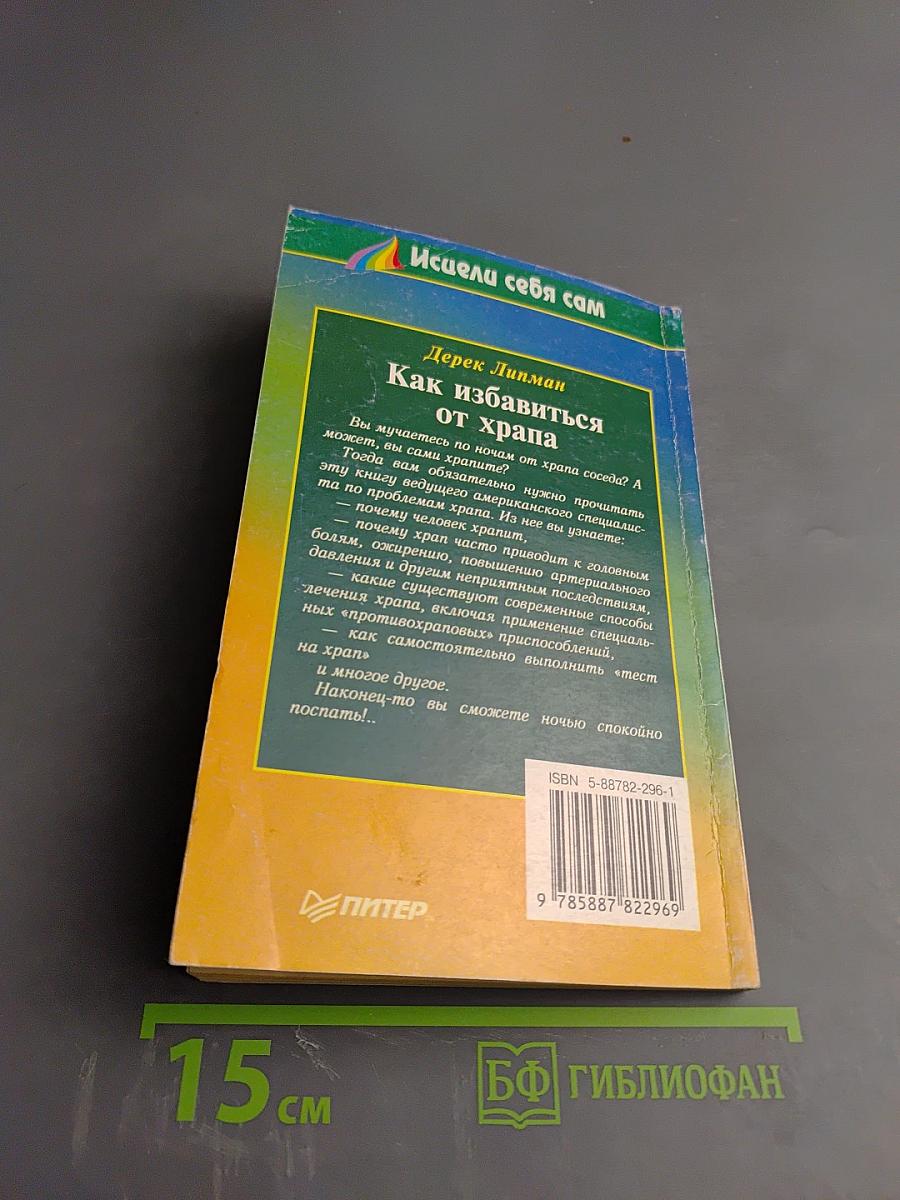 Исцели себя сам
Дерек Липман
Как избавиться
от храпа
Вы мучаетесь по ночам от храпа соседа? А
может, вы сами храпите?
Тогда вам обязательно нужно прочитать
эту книгу ведущего американского специалис-
та по проблемам храпа. Из нее вы узнаете:
— почему человек храпит,
— почему храп часто приводит к головным
болям, ожирению, повышению артериального
давления и другим неприятным последствиям,
— какие существуют современные способы
лечения храпа, включая применение специаль-
ных «противохраповых» приспособлений,
— как самостоятельно выполнить «тест
на храп»
и многое другое.
Наконец-то вы сможете ночью спокойно
поспать!..
ISBN 5-88782-296-1
9 785887 822969
ПИТЕР
15 см
БФ ГИБЛИОФАН